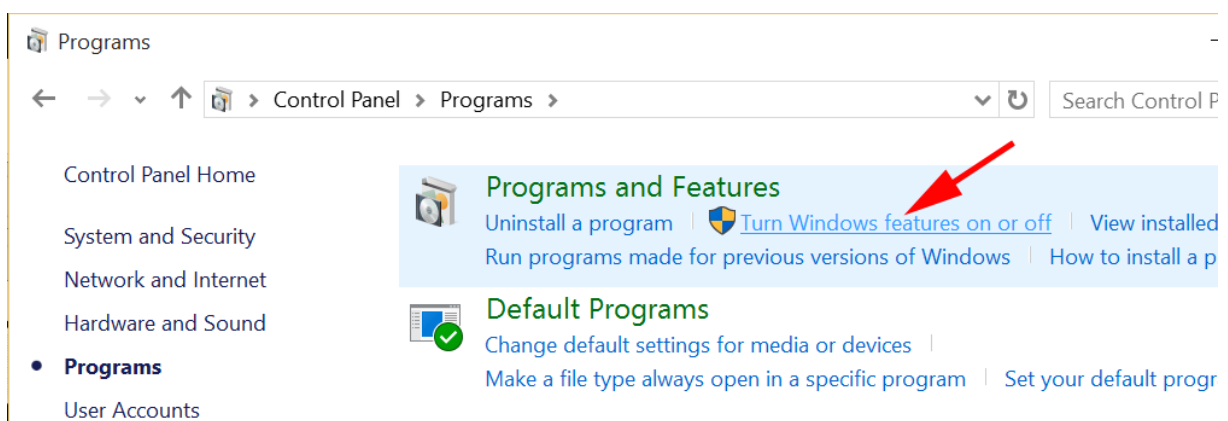 Programs
Control Panel > Programs >
Search Control P
Control Panel Home
System and Security
Network and Internet
Hardware and Sound
Programs
User Accounts
Programs and Features
Uninstall a program
Turn Windows features on or off
View installed
Run programs made for previous versions of Windows
How to install a p
Default Programs
Change default settings for media or devices
Make a file type always open in a specific program
Set your default progr